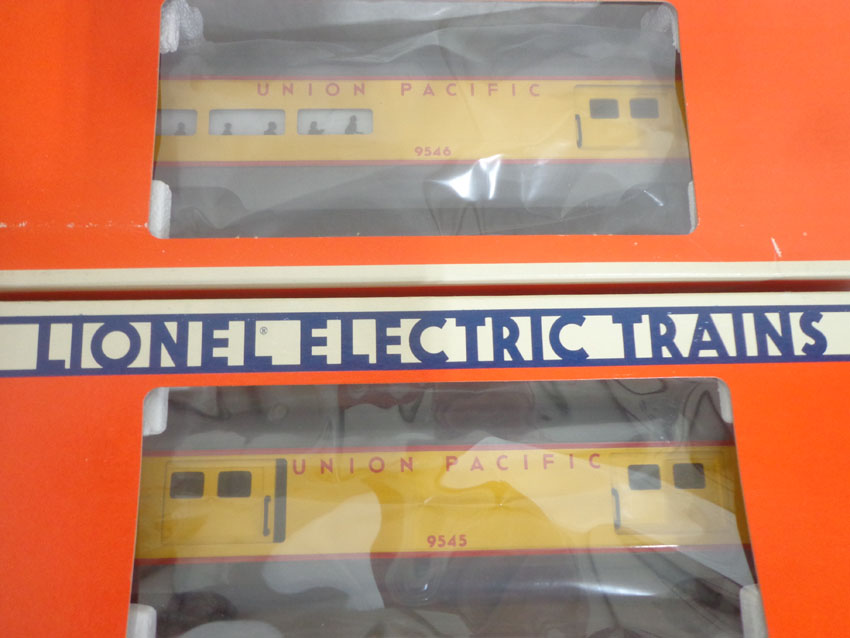 UNION PACIFIC
9546
LIONEL® ELECTRIC TRAINS
UNION PACIFIC
9545